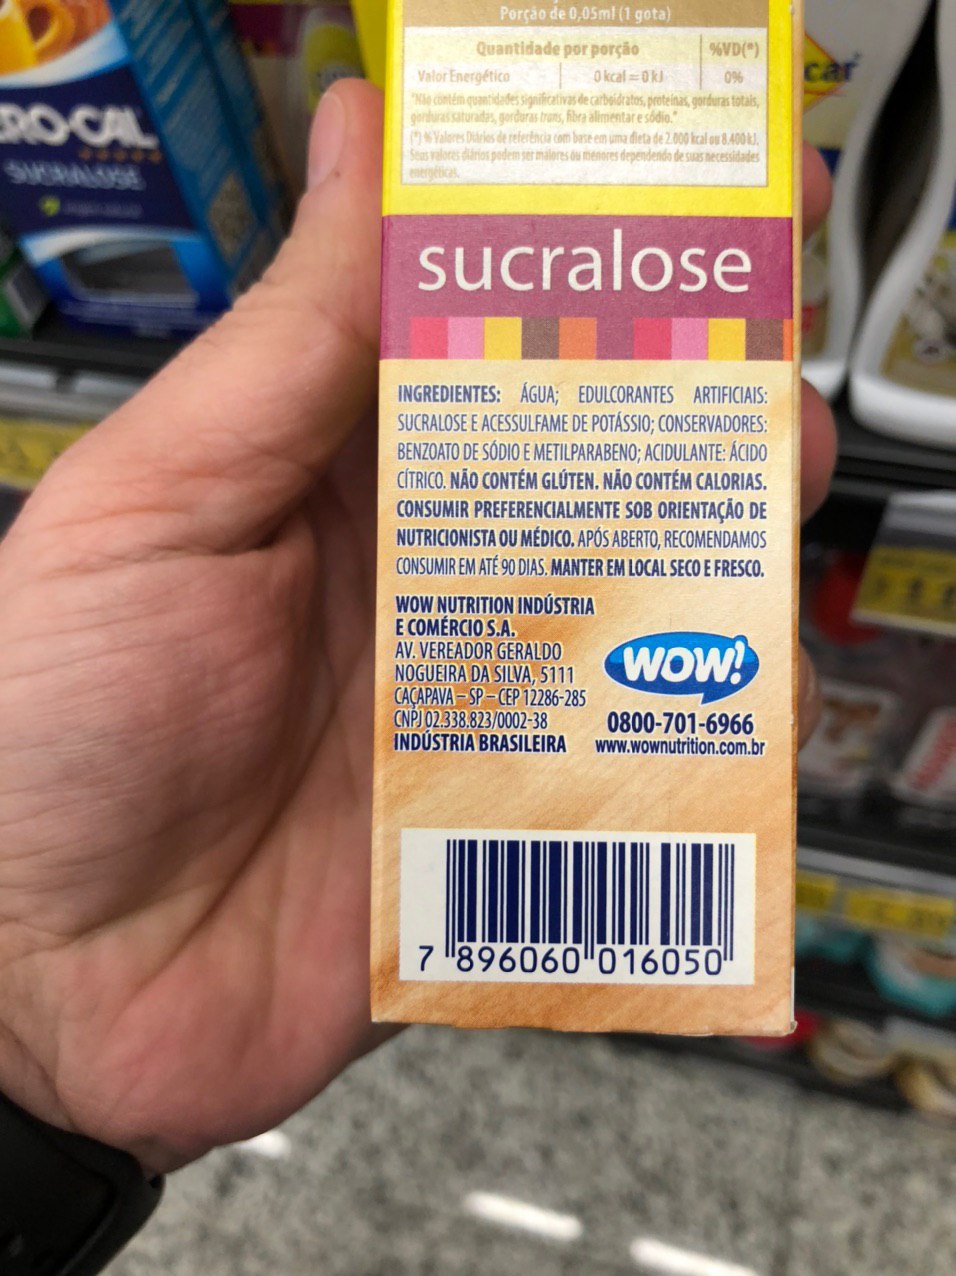 Porção de 0,05ml (1 gota)
Quantidade por porção %VD(*)
Valor Energético 0 kcal = 0 kJ 0%
"Não contém quantidades significativas de carboidratos, proteínas, gorduras totais,
gorduras saturadas, gorduras trans, fibra alimentar e sódio."
(*) % Valores Diários de referência com base em uma dieta de 2.000 kcal ou 8.400 kJ.
Seus valores diários podem ser maiores ou menores dependendo de suas necessidades
energéticas.
RO-CAL
SUCRALOSE
car
sucralose
INGREDIENTES: ÁGUA; EDULCORANTES ARTIFICIAIS:
SUCRALOSE E ACESSULFAME DE POTÁSSIO; CONSERVADORES:
BENZOATO DE SÓDIO E METILPARABENO; ACIDULANTE: ÁCIDO
CÍTRICO. NÃO CONTÉM GLÚTEN. NÃO CONTÉM CALORIAS.
CONSUMIR PREFERENCIALMENTE SOB ORIENTAÇÃO DE
NUTRICIONISTA OU MÉDICO. APÓS ABERTO, RECOMENDAMOS
CONSUMIR EM ATÉ 90 DIAS. MANTER EM LOCAL SECO E FRESCO.
WOW NUTRITION INDÚSTRIA
E COMÉRCIO S.A.
AV. VEREADOR GERALDO
NOGUEIRA DA SILVA, 5111
CAÇAPAVA – SP – CEP 12286-285
CNPJ 02.338.823/0002-38
INDÚSTRIA BRASILEIRA
WOW!
0800-701-6966
www.wownutrition.com.br
7 896060 016050